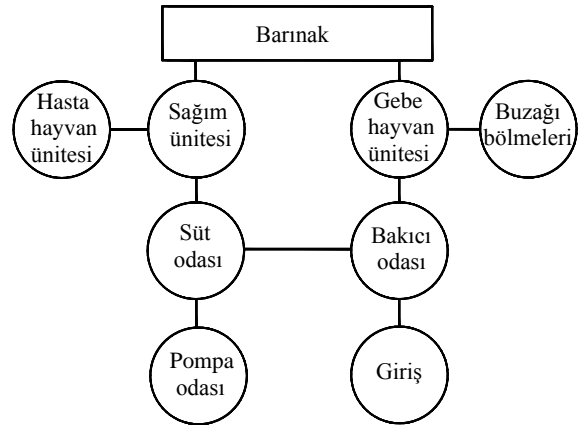 Barınak
Hasta
hayvan
ünitesi
Sağım
ünitesi
Gebe
hayvan
ünitesi
Buzağı
bölmeleri
Süt
odası
Bakıcı
odası
Pompa
odası
Giriş